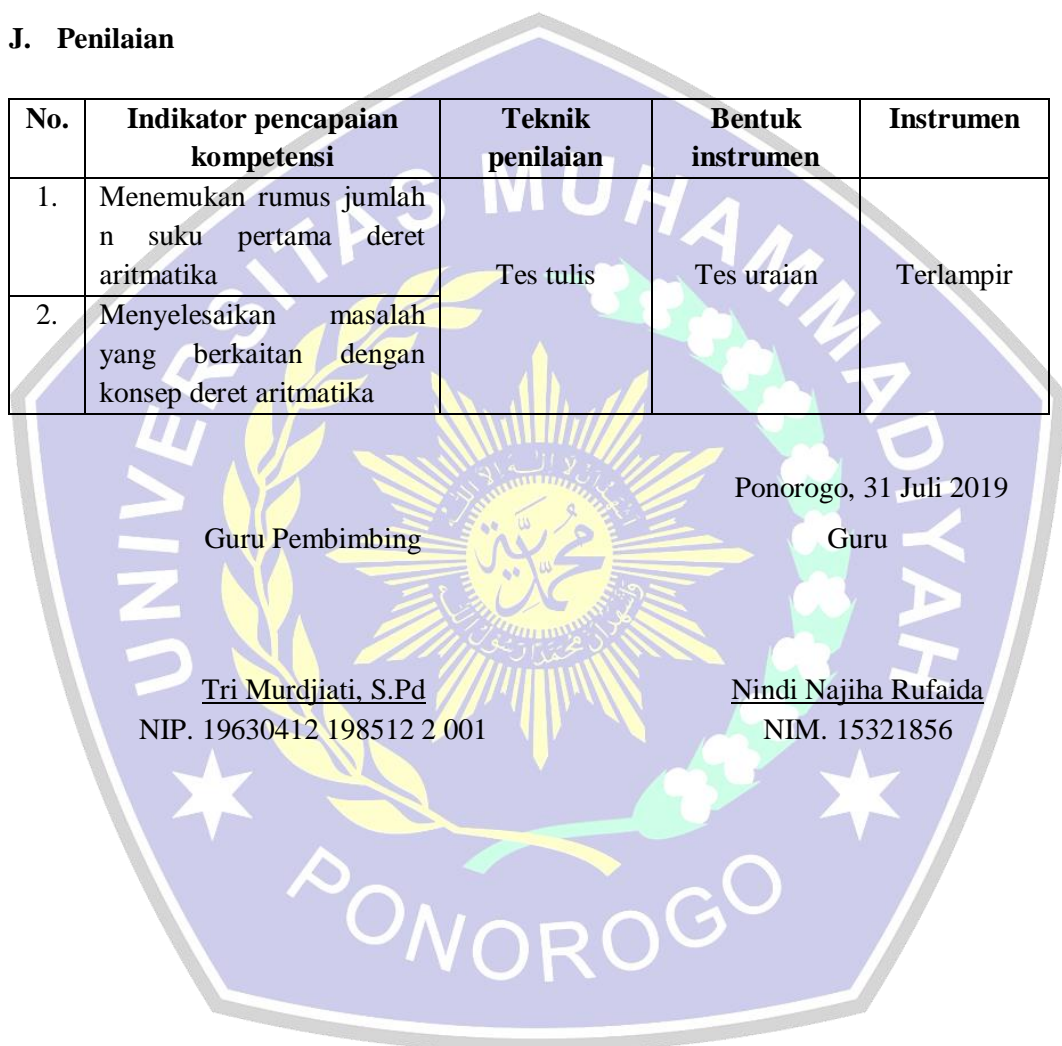 J. Penilaian
No. Indikator pencapaian kompetensi Teknik penilaian Bentuk instrumen Instrumen
1. Menemukan rumus jumlah
n suku pertama deret
aritmatika
Tes tulis Tes uraian Terlampir
2. Menyelesaikan masalah
yang berkaitan dengan
konsep deret aritmatika
Ponorogo, 31 Juli 2019
Guru Pembimbing Guru
Tri Murdjiati, S.Pd Nindi Najiha Rufaida
NIP. 19630412 198512 2 001 NIM. 15321856
UNIVERSITAS MUHAMMADIYAH
PONOROGO